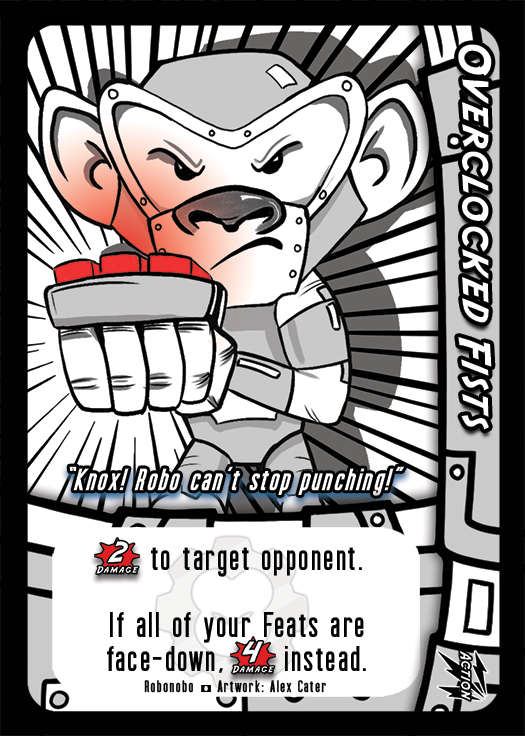 OVERCLOCKED FISTS
"Knox! Robo can't stop punching!"
2 DAMAGE to target opponent.
If all of your Feats are
face-down, 4 DAMAGE instead.
Robonobo Artwork: Alex Cater
ACTION